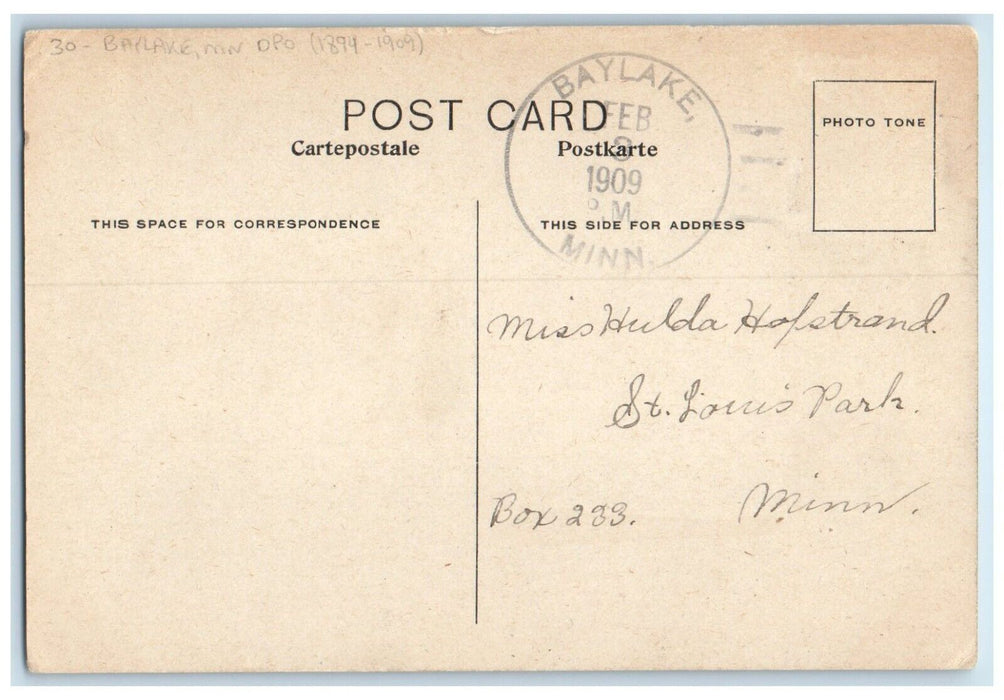 30- BAYLAKE, MN DPO (1894-1909)
BAYLAKE,
FEB
8
1909
P.M.
MINN.
POST CARD
Cartepostale Postkarte
PHOTO TONE
THIS SPACE FOR CORRESPONDENCE
THIS SIDE FOR ADDRESS
Miss Hulda Hofstrand.
St. Louis Park.
Box 233. Minn.